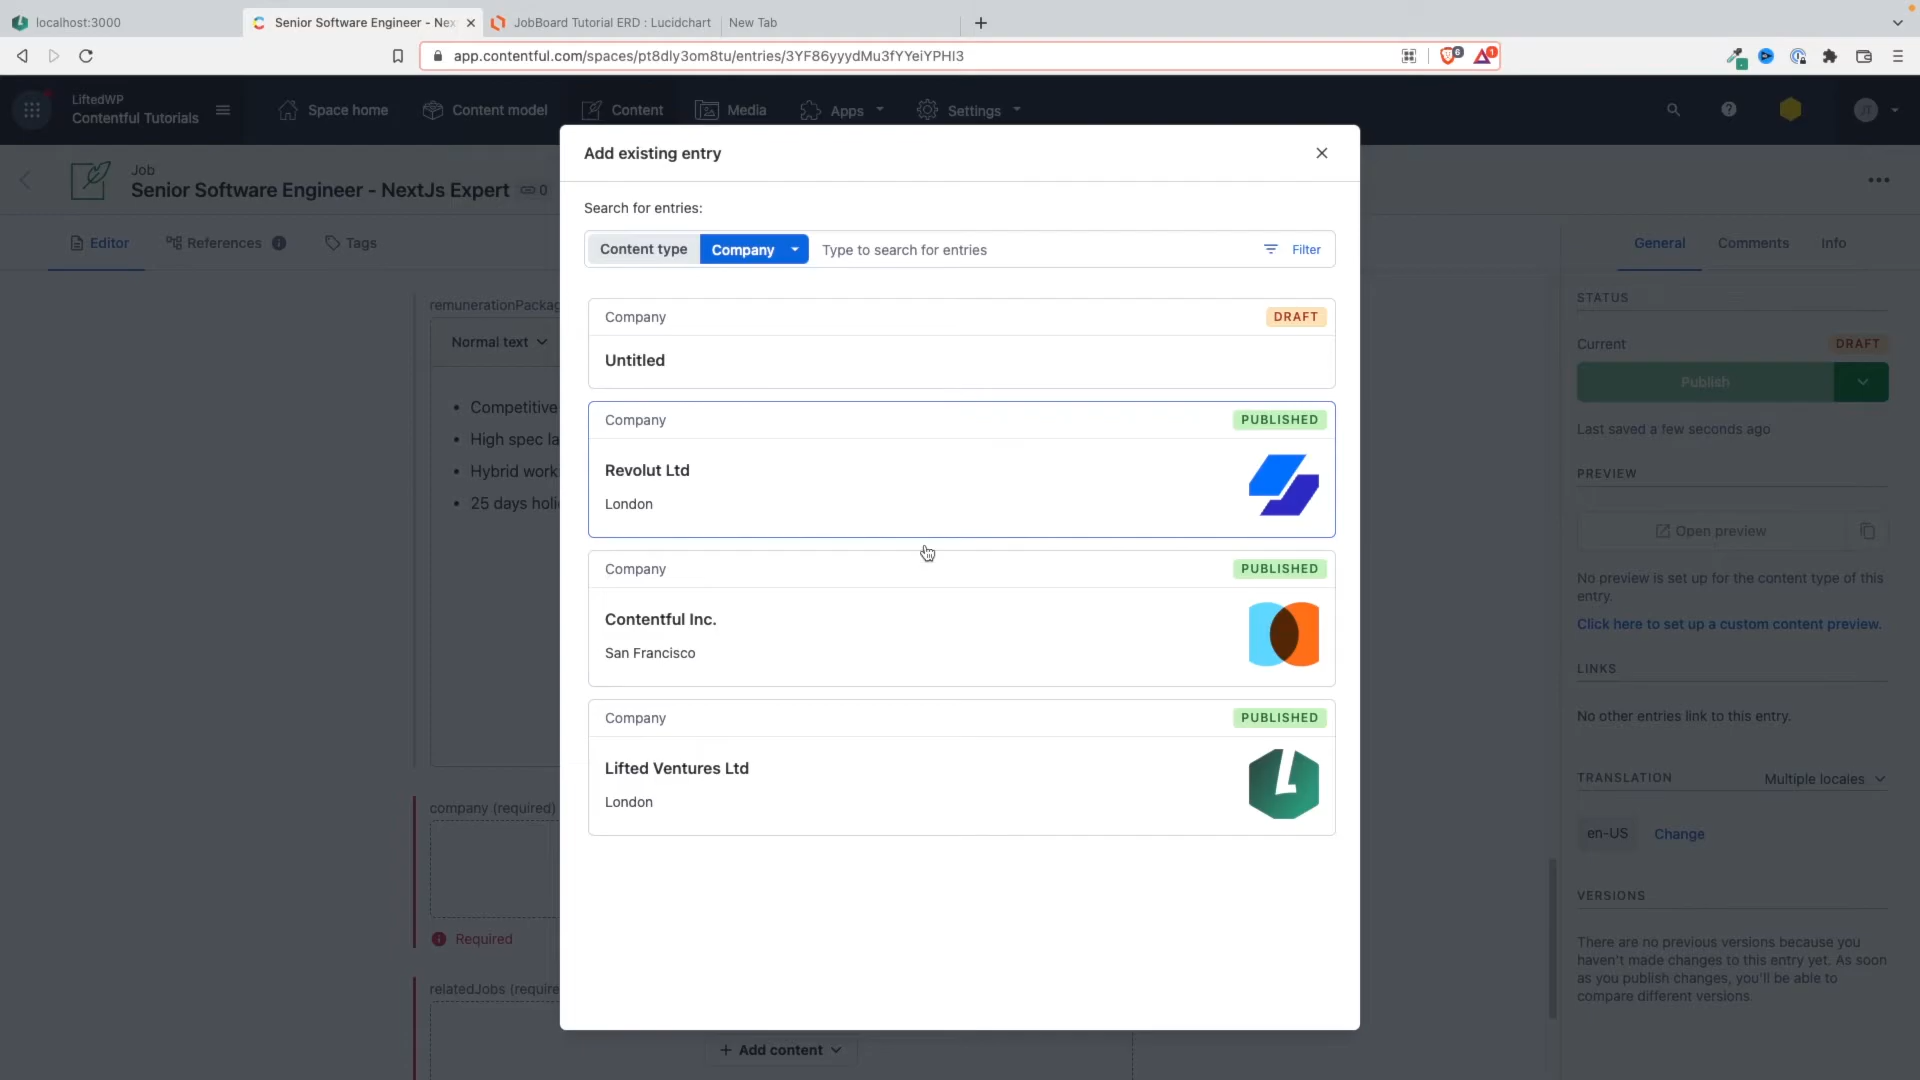 localhost:3000
Senior Software Engineer - Nex
JobBoard Tutorial ERD : Lucidchart
New Tab
app.contentful.com/spaces/pt8dly3om8tu/entries/3YF86yyydMu3fYYeiYPHI3
6
1
LiftedWP
Contentful Tutorials
Space home
Content model
Content
Media
Apps
Settings
Job
Senior Software Engineer - NextJs Expert
0
Editor
References
Tags
General
Comments
Info
Add existing entry
Search for entries:
Content type
Company
Type to search for entries
Filter
Company
DRAFT
Untitled
Company
PUBLISHED
Revolut Ltd
London
Company
PUBLISHED
Contentful Inc.
San Francisco
Company
PUBLISHED
Lifted Ventures Ltd
London
remunerationPackag
Normal text
Competitive
High spec la
Hybrid work
25 days holi
company (required)
Required
relatedJobs (require
Add content
STATUS
Current
DRAFT
Publish
Last saved a few seconds ago
PREVIEW
Open preview
No preview is set up for the content type of this
entry.
Click here to set up a custom content preview.
LINKS
No other entries link to this entry.
TRANSLATION
Multiple locales
en-US
Change
VERSIONS
There are no previous versions because you
haven't made changes to this entry yet. As soon
as you publish changes, you'll be able to
compare different versions.